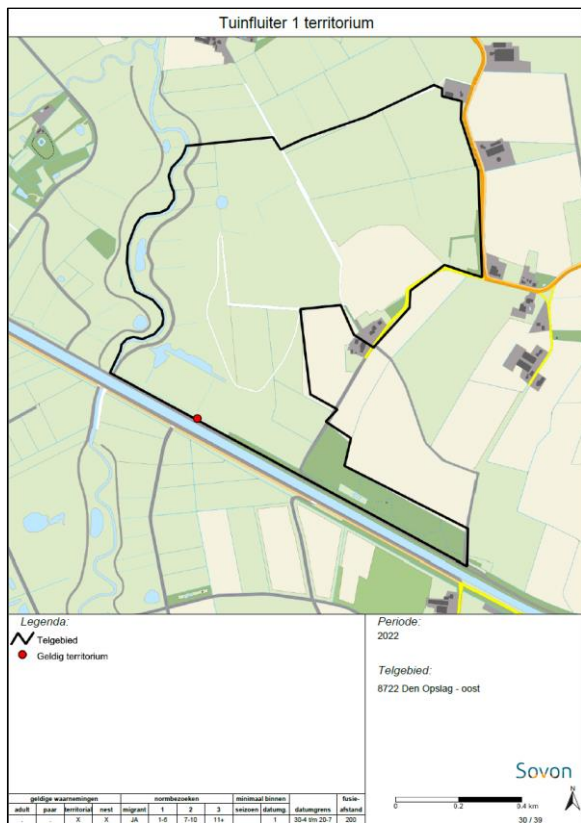 Tuinfluiter 1 territorium
Legenda:
Telgebied
Geldig territorium
Periode:
2022
Telgebied:
8722 Den Opslag - oost
Sovon
0 0.2 0.4 km
N
30 / 39
geldige waarnemingen normbezoeken minimaal binnen fusie-
adult paar territoriaal nest migrant 1 2 3 seizoen datumg. datumgrens afstand
. . X X JA 1-6 7-10 11+ 1 30-4 t/m 20-7 200